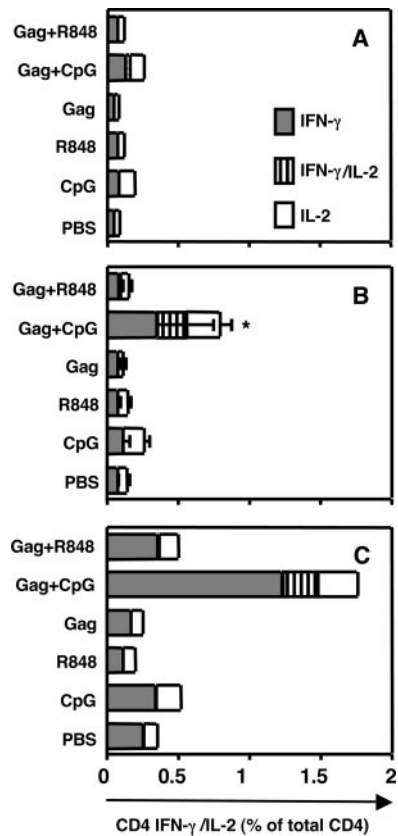 A
Gag+R848
Gag+CpG
Gag
R848
CpG
PBS
IFN-γ
IFN-γ/IL-2
IL-2
B
Gag+R848
Gag+CpG
*
Gag
R848
CpG
PBS
C
Gag+R848
Gag+CpG
Gag
R848
CpG
PBS
0 0.5 1 1.5 2
CD4 IFN-γ /IL-2 (% of total CD4)